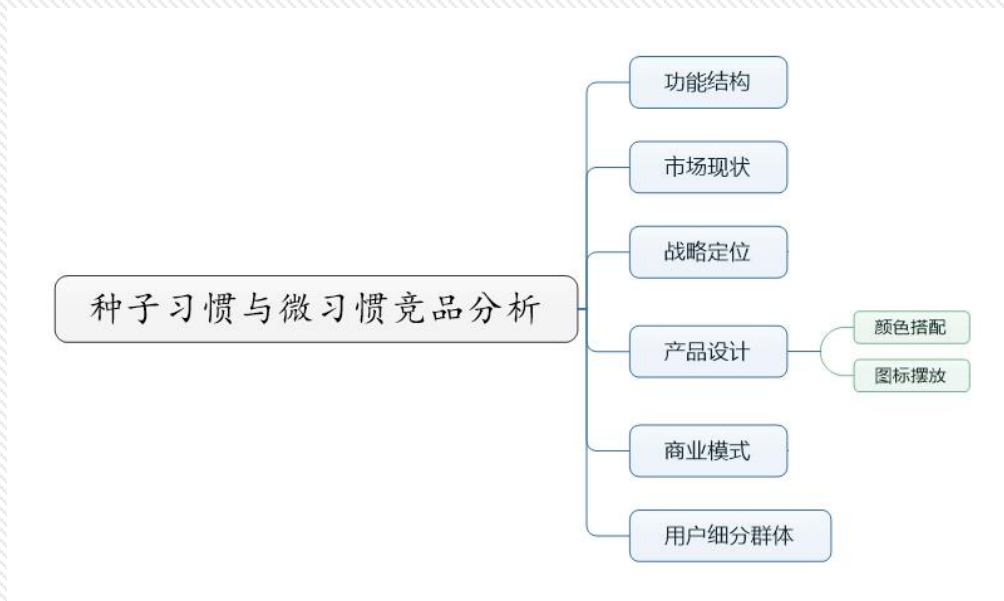 种子习惯与微习惯竞品分析
功能结构
市场现状
战略定位
产品设计
颜色搭配
图标摆放
商业模式
用户细分群体